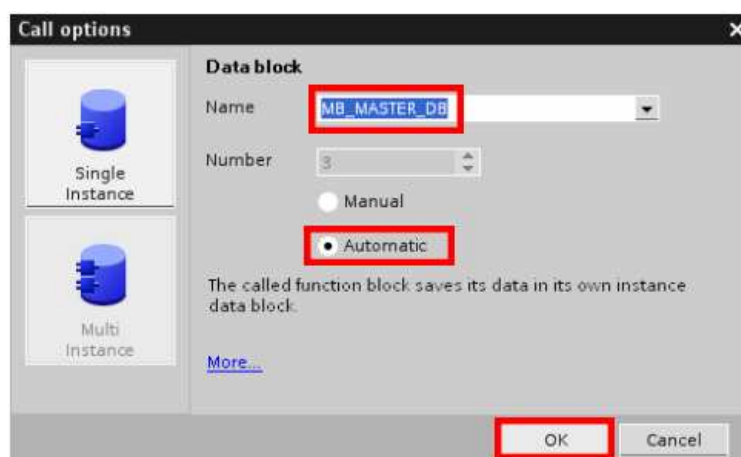 Call options
Data block
Name MB_MASTER_DB
Number 3
Single
Instance
Manual
Automatic
The called function block saves its data in its own instance
data block.
Multi
Instance
More...
OK Cancel